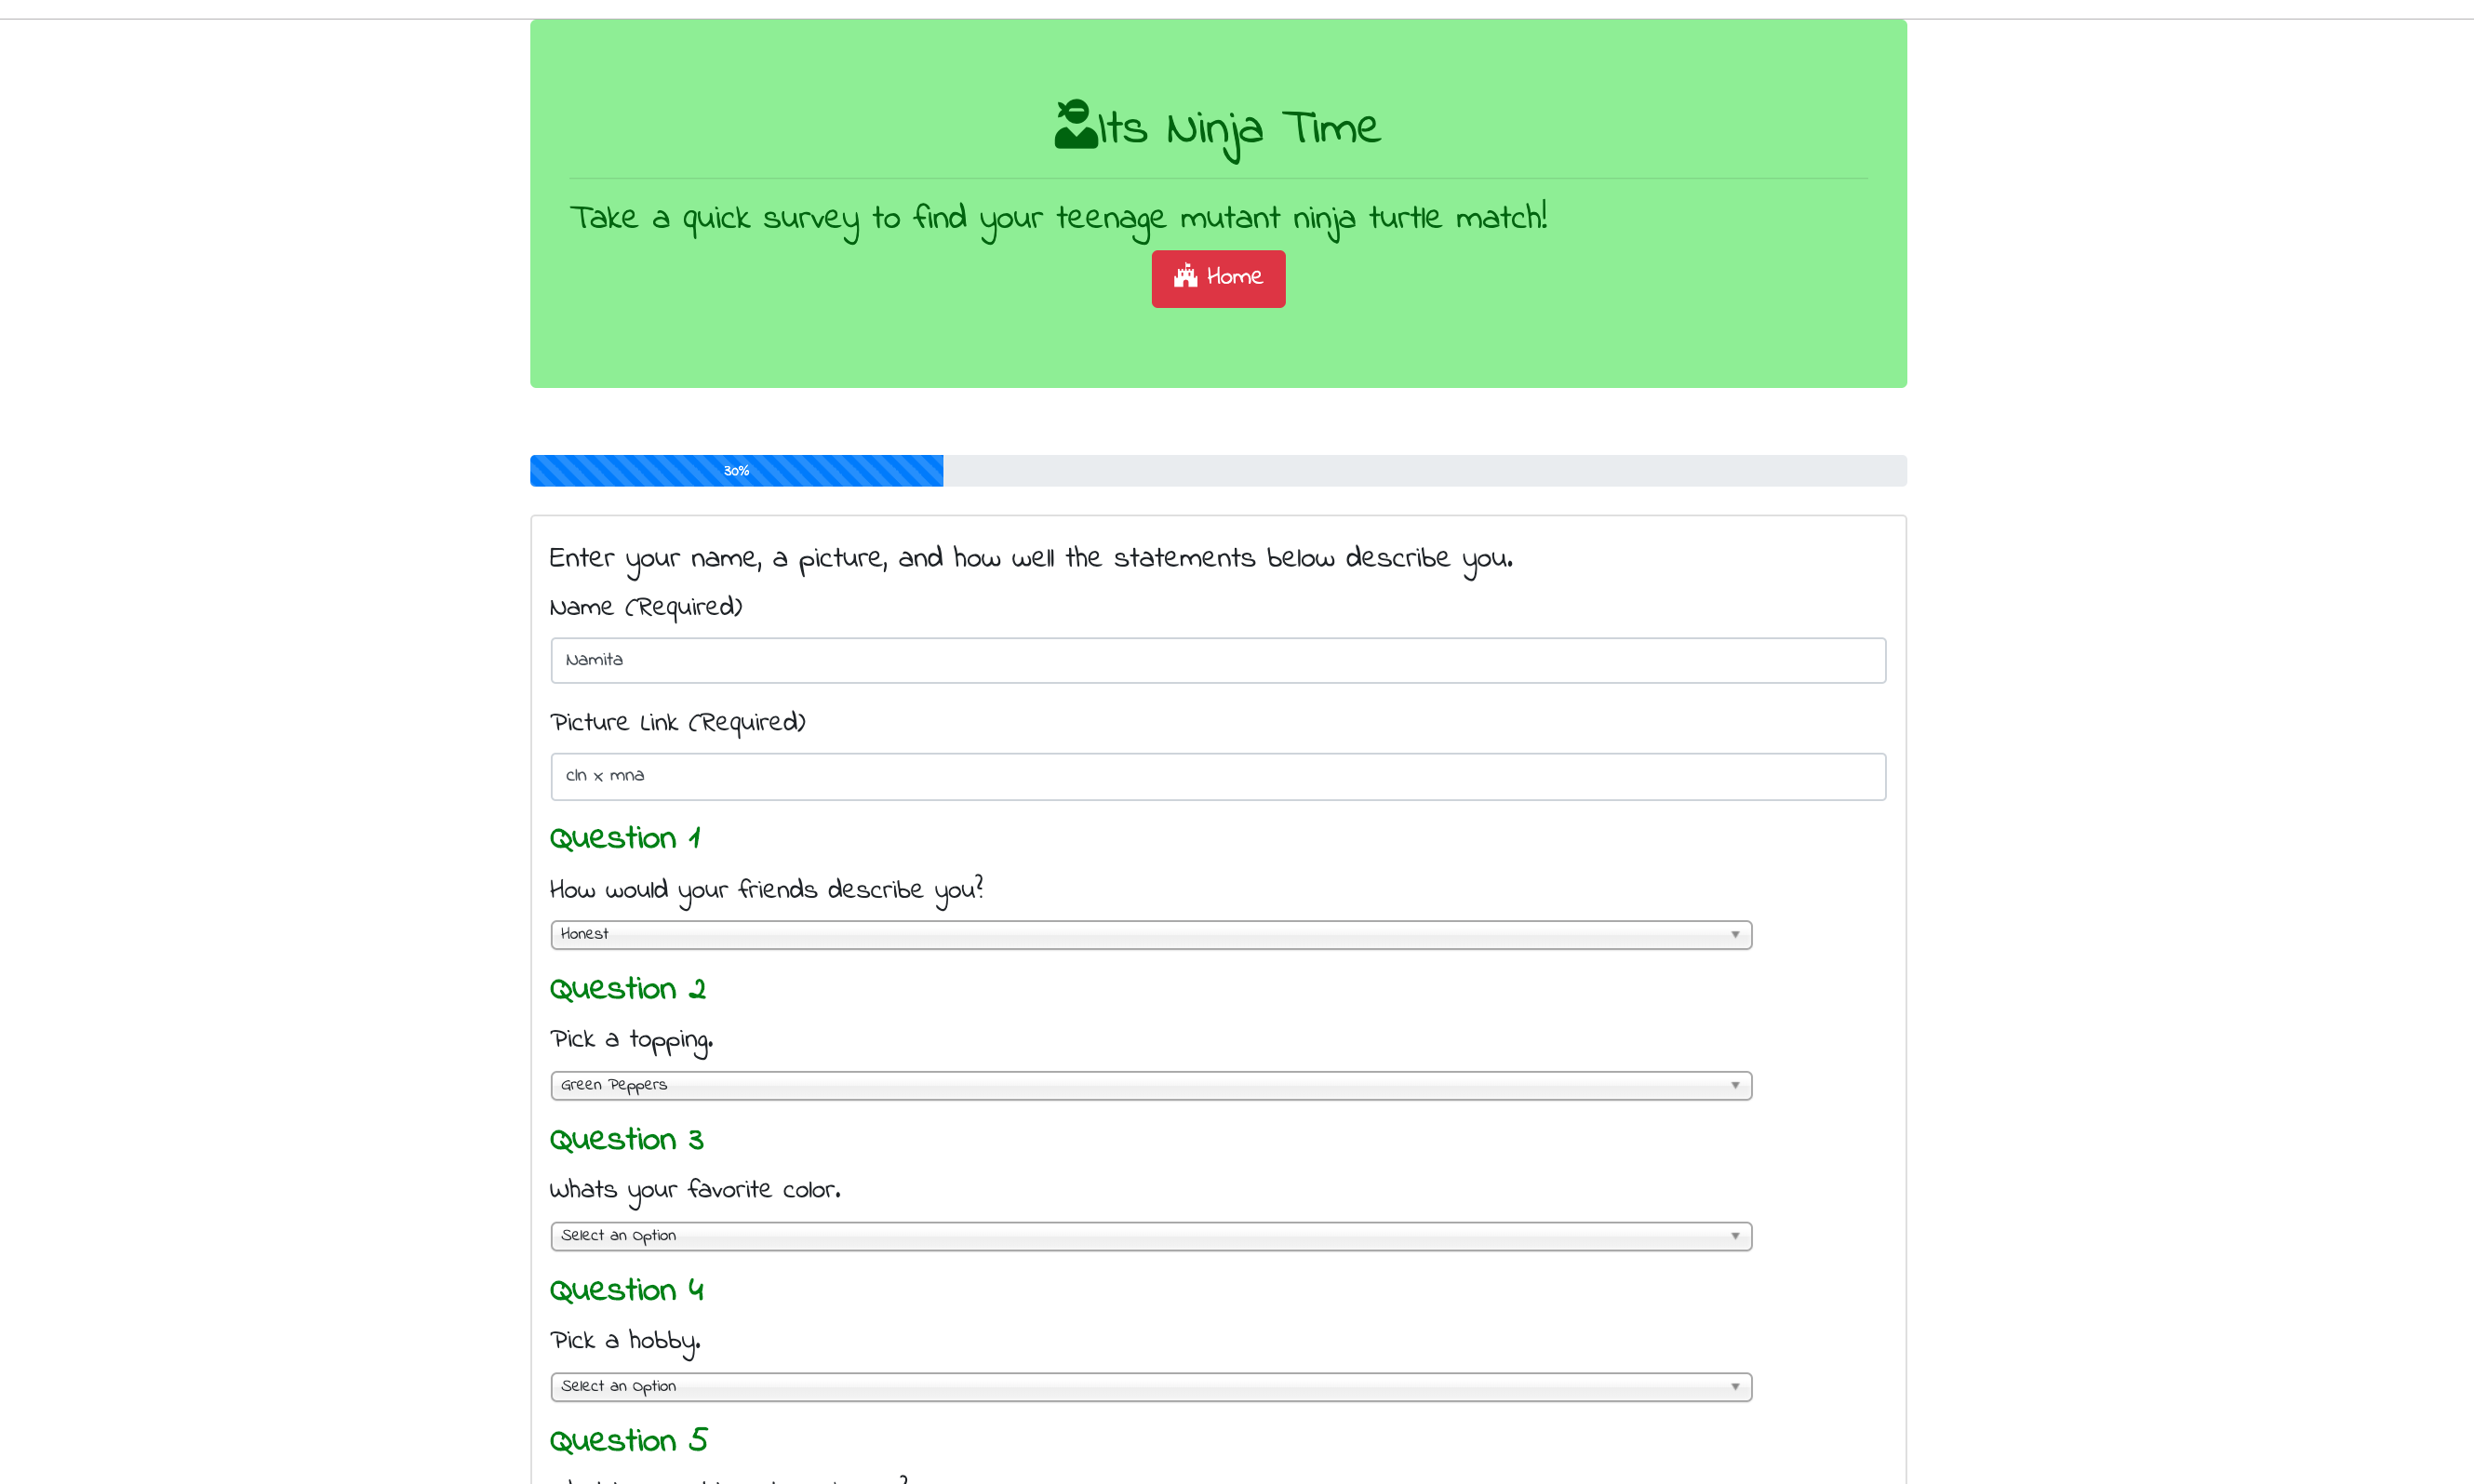 Its Ninja Time
Take a quick survey to find your teenage mutant ninja turtle match!
Home
30%
Enter your name, a picture, and how well the statements below describe you.
Name (Required)
Namita
Picture Link (Required)
cln x mna
Question 1
How would your friends describe you?
Honest
Question 2
Pick a topping.
Green Peppers
Question 3
Whats your favorite color.
Select an Option
Question 4
Pick a hobby.
Select an Option
Question 5